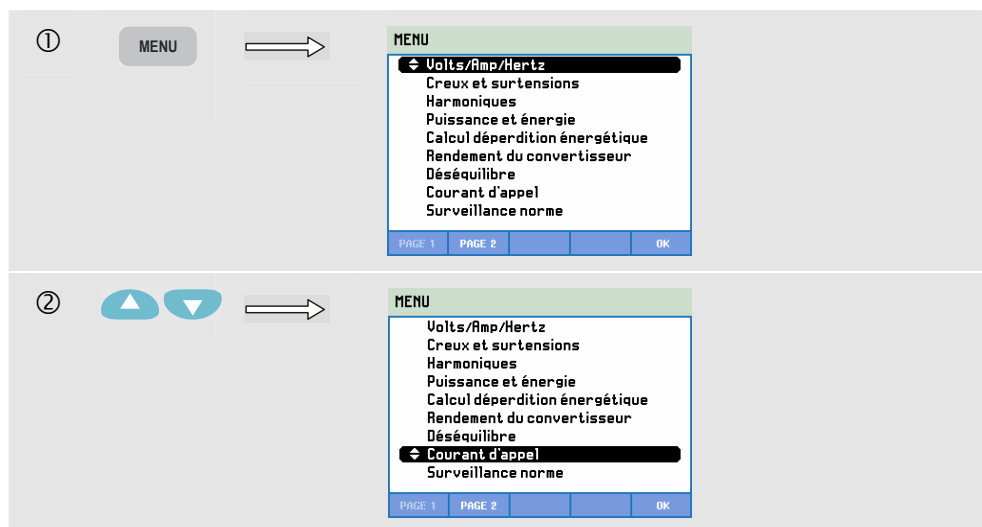 ①
MENU
MENU
Volts/Amp/Hertz
Creux et surtensions
Harmoniques
Puissance et énergie
Calcul déperdition énergétique
Rendement du convertisseur
Déséquilibre
Courant d'appel
Surveillance norme
PAGE 1 PAGE 2 OK
②
MENU
Volts/Amp/Hertz
Creux et surtensions
Harmoniques
Puissance et énergie
Calcul déperdition énergétique
Rendement du convertisseur
Déséquilibre
Courant d'appel
Surveillance norme
PAGE 1 PAGE 2 OK